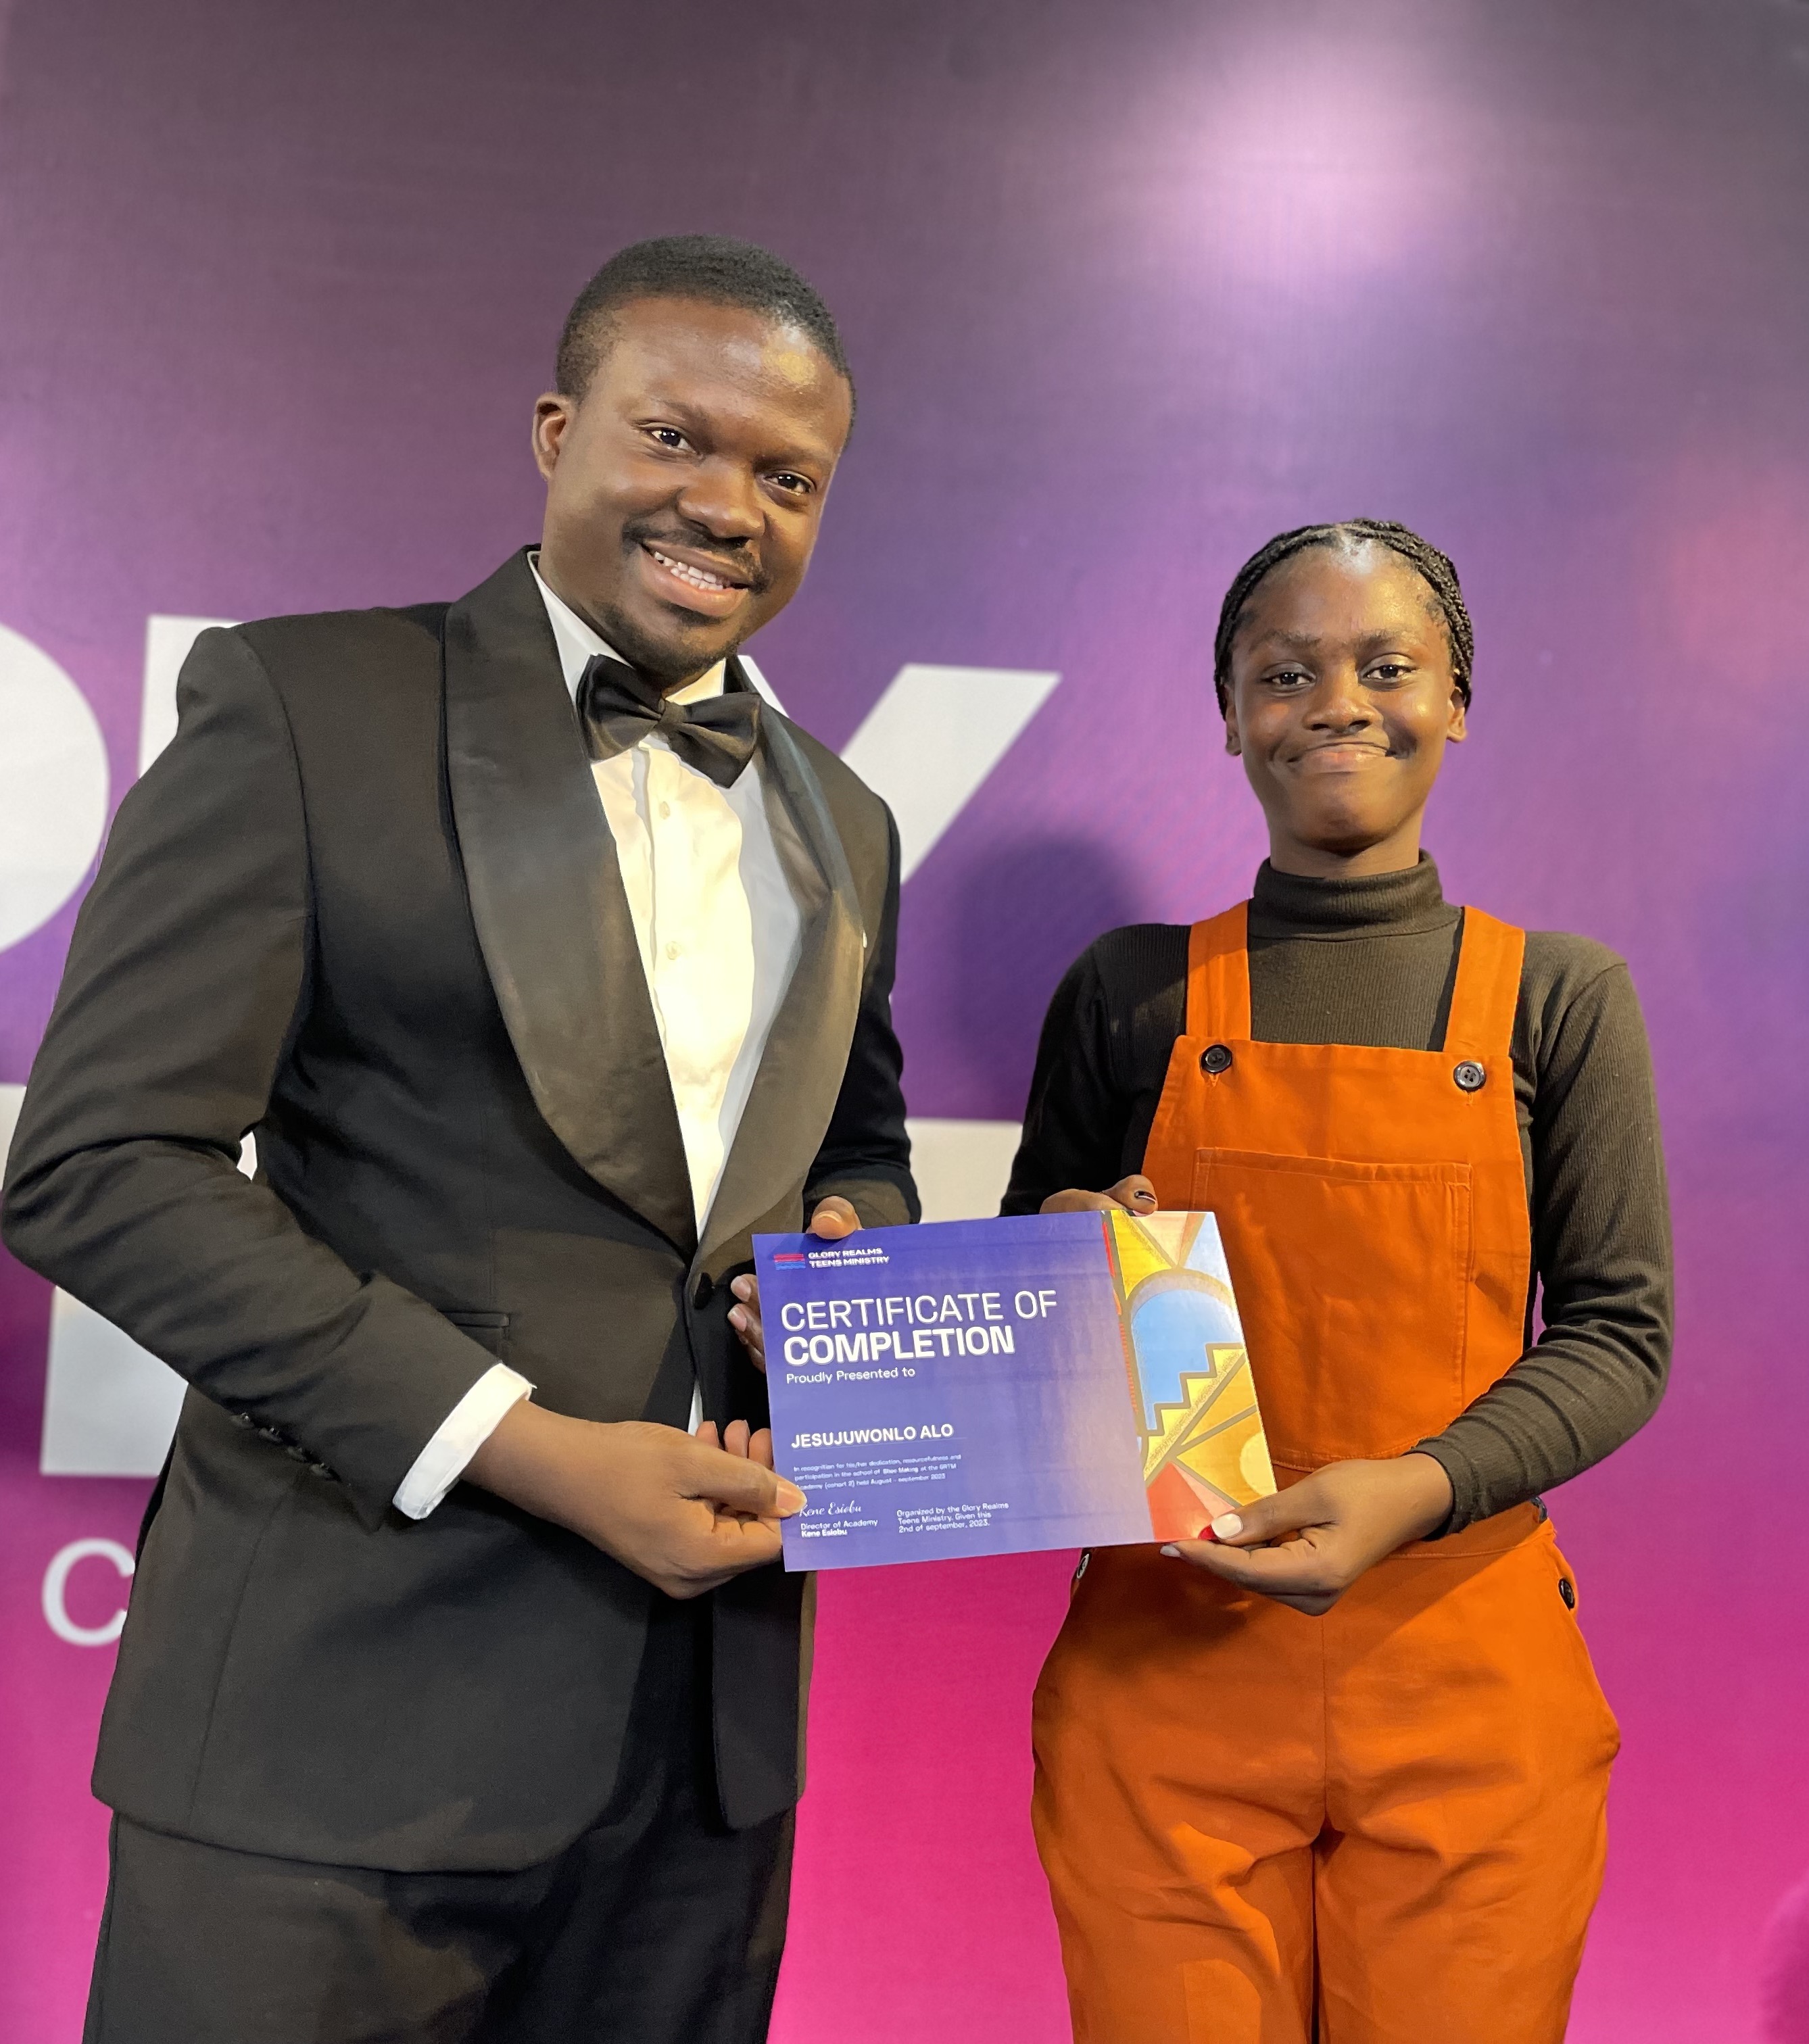 GLORY REALMS
TEENS MINISTRY
CERTIFICATE OF
COMPLETION
Proudly Presented to
JESUJUWONLO ALO
In recognition for his/her dedication, resourcefulness and
participation in the school of Shoe Making at the GRTM
Academy (cohort 2) held August - september 2023
Kene Esiobu
Director of Academy
Kene Esiobu
Organized by the Glory Realms
Teens Ministry. Given this
2nd of september, 2023.